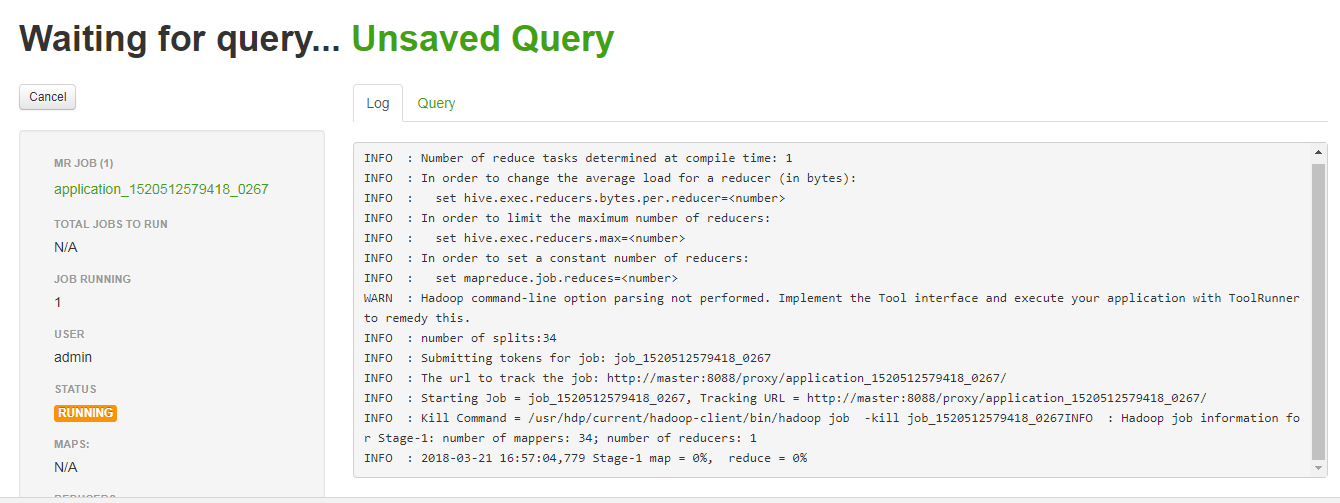 Waiting for query... Unsaved Query
Cancel
MR JOB (1)
application_1520512579418_0267
TOTAL JOBS TO RUN
N/A
JOB RUNNING
1
USER
admin
STATUS
RUNNING
MAPS:
N/A
REDUCERS
Log Query
INFO  : Number of reduce tasks determined at compile time: 1
INFO  : In order to change the average load for a reducer (in bytes):
INFO  :   set hive.exec.reducers.bytes.per.reducer=<number>
INFO  : In order to limit the maximum number of reducers:
INFO  :   set hive.exec.reducers.max=<number>
INFO  : In order to set a constant number of reducers:
INFO  :   set mapreduce.job.reduces=<number>
WARN  : Hadoop command-line option parsing not performed. Implement the Tool interface and execute your application with ToolRunner
to remedy this.
INFO  : number of splits:34
INFO  : Submitting tokens for job: job_1520512579418_0267
INFO  : The url to track the job: http://master:8088/proxy/application_1520512579418_0267/
INFO  : Starting Job = job_1520512579418_0267, Tracking URL = http://master:8088/proxy/application_1520512579418_0267/
INFO  : Kill Command = /usr/hdp/current/hadoop-client/bin/hadoop job  -kill job_1520512579418_0267INFO  : Hadoop job information fo
r Stage-1: number of mappers: 34; number of reducers: 1
INFO  : 2018-03-21 16:57:04,779 Stage-1 map = 0%,  reduce = 0%